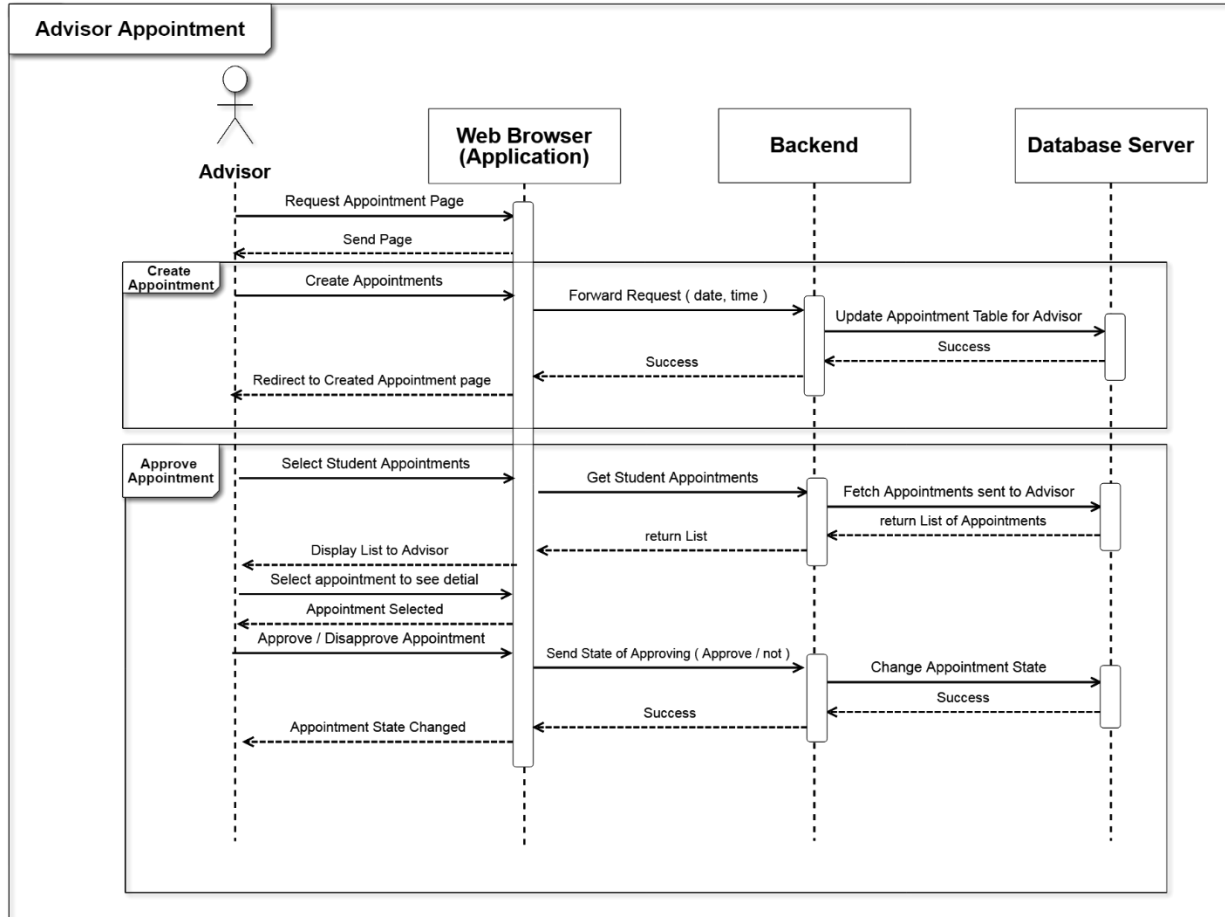 Advisor Appointment
Advisor
Web Browser
(Application)
Backend
Database Server
Request Appointment Page
Send Page
Create
Appointment
Create Appointments
Forward Request ( date, time )
Update Appointment Table for Advisor
Success
Success
Redirect to Created Appointment page
Approve
Appointment
Select Student Appointments
Get Student Appointments
Fetch Appointments sent to Advisor
return List of Appointments
return List
Display List to Advisor
Select appointment to see detial
Appointment Selected
Approve / Disapprove Appointment
Send State of Approving ( Approve / not )
Change Appointment State
Success
Success
Appointment State Changed